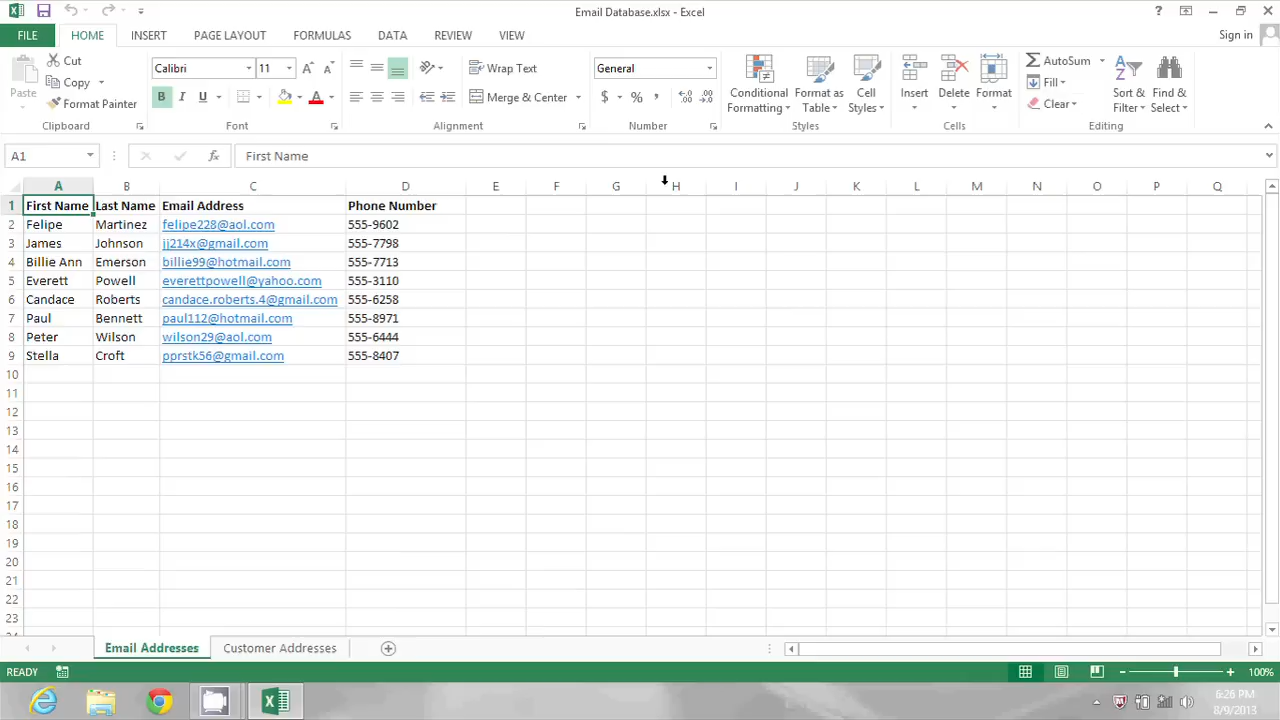 Email Database.xlsx - Excel
FILE HOME INSERT PAGE LAYOUT FORMULAS DATA REVIEW VIEW Sign in
Paste
Cut
Copy
Format Painter
Clipboard
Calibri 11
B I U
Font
Wrap Text
Merge & Center
Alignment
General
$ % ,
Number
Conditional Formatting
Format as Table
Cell Styles
Styles
Insert
Delete
Format
Cells
AutoSum
Fill
Clear
Sort & Filter
Find & Select
Editing
A1 fx First Name
A B C D E F G H I J K L M N O P Q
1 First Name Last Name Email Address Phone Number
2 Felipe Martinez felipe228@aol.com 555-9602
3 James Johnson jj214x@gmail.com 555-7798
4 Billie Ann Emerson billie99@hotmail.com 555-7713
5 Everett Powell everettpowell@yahoo.com 555-3110
6 Candace Roberts candace.roberts.4@gmail.com 555-6258
7 Paul Bennett paul112@hotmail.com 555-8971
8 Peter Wilson wilson29@aol.com 555-6444
9 Stella Croft pprstk56@gmail.com 555-8407
10
11
12
13
14
15
16
17
18
19
20
21
22
23
Email Addresses Customer Addresses
READY 100%
6:26 PM
8/9/2013